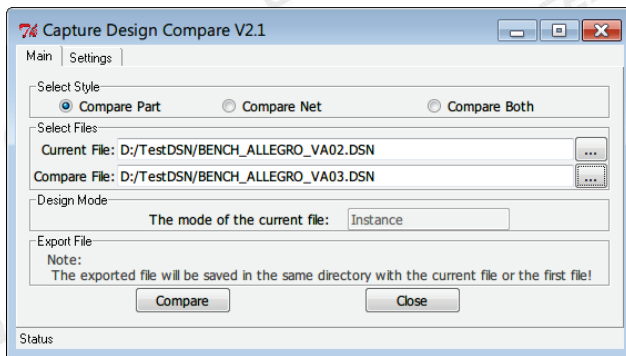 Capture Design Compare V2.1
Main Settings
Select Style
Compare Part Compare Net Compare Both
Select Files
Current File: D:/TestDSN/BENCH_ALLEGRO_VA02.DSN ...
Compare File: D:/TestDSN/BENCH_ALLEGRO_VA03.DSN ...
Design Mode
The mode of the current file: Instance
Export File
Note:
The exported file will be saved in the same directory with the current file or the first file!
Compare Close
Status